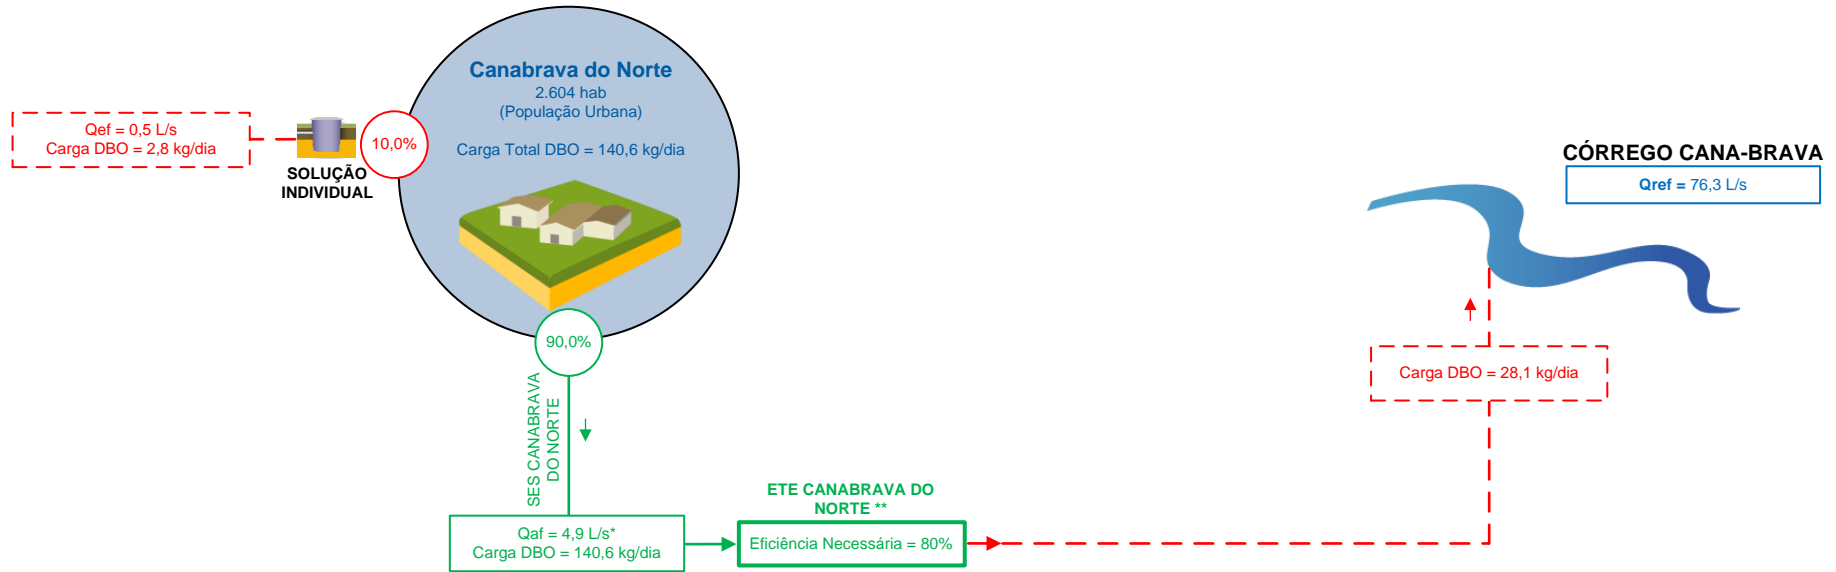 Canabrava do Norte
2.604 hab
(População Urbana)
Carga Total DBO = 140,6 kg/dia
Qef = 0,5 L/s
Carga DBO = 2,8 kg/dia
10,0%
SOLUÇÃO
INDIVIDUAL
CÓRREGO CANA-BRAVA
Qref = 76,3 L/s
90,0%
SES CANABRAVA
DO NORTE
Carga DBO = 28,1 kg/dia
ETE CANABRAVA DO
NORTE **
Qaf = 4,9 L/s*
Carga DBO = 140,6 kg/dia
Eficiência Necessária = 80%